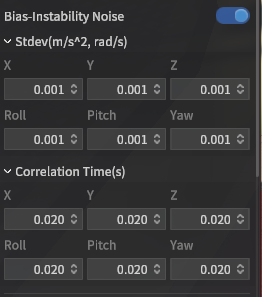 Bias-Instability Noise
Stdev(m/s^2, rad/s)
X Y Z
0.001 0.001 0.001
Roll Pitch Yaw
0.001 0.001 0.001
Correlation Time(s)
X Y Z
0.020 0.020 0.020
Roll Pitch Yaw
0.020 0.020 0.020